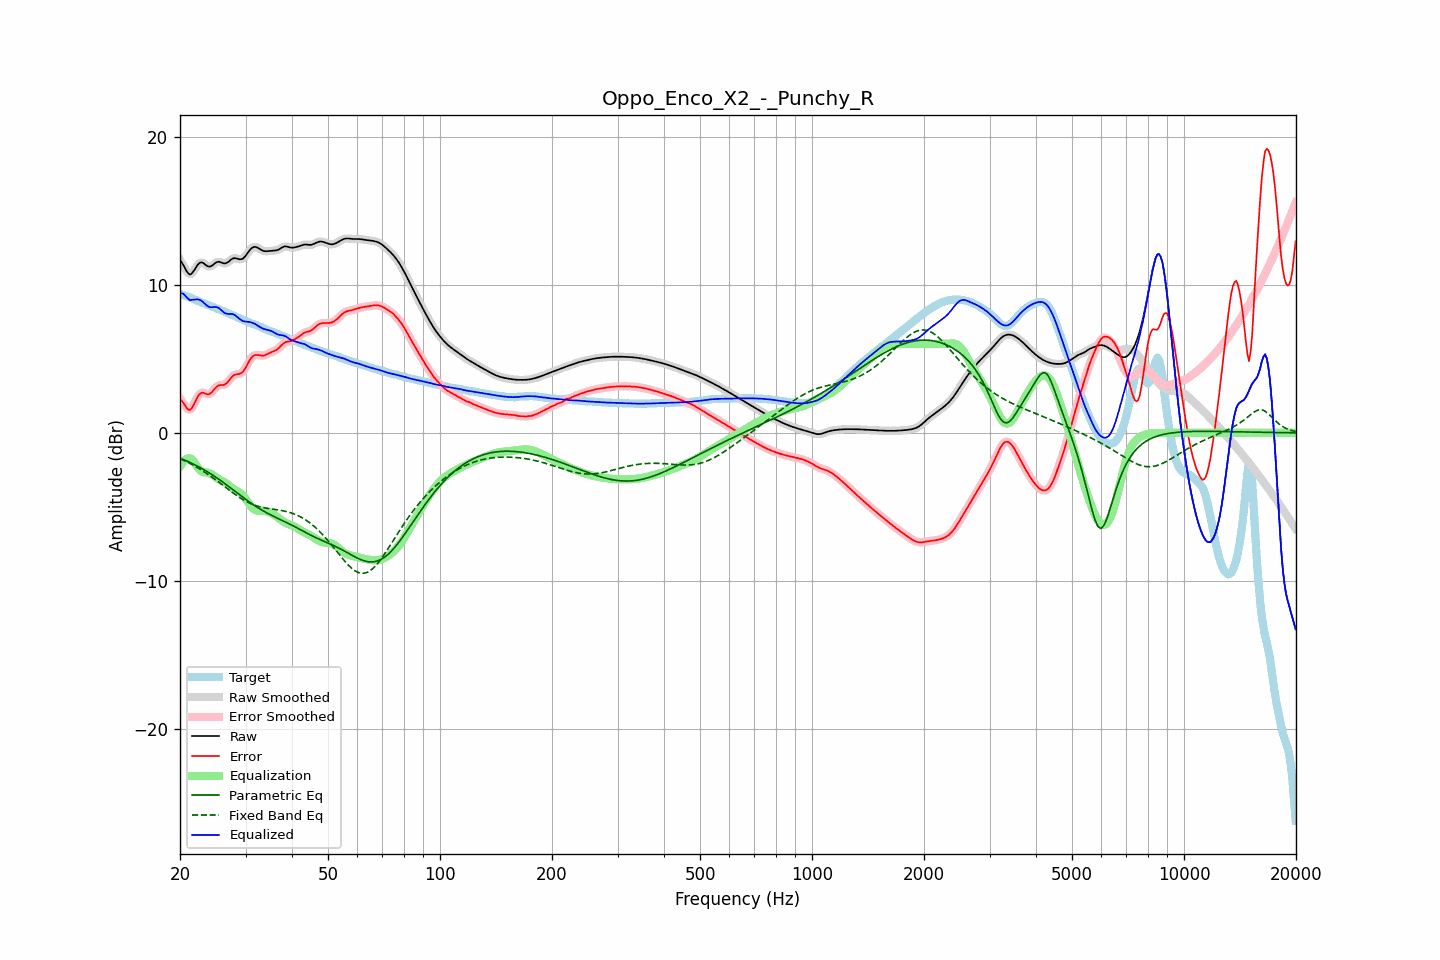 Oppo_Enco_X2_-_Punchy_R
Amplitude (dBr)
20
10
0
−10
−20
Target
Raw Smoothed
Error Smoothed
Raw
Error
Equalization
Parametric Eq
Fixed Band Eq
Equalized
20 50 100 200 500 1000 2000 5000 10000 20000
Frequency (Hz)